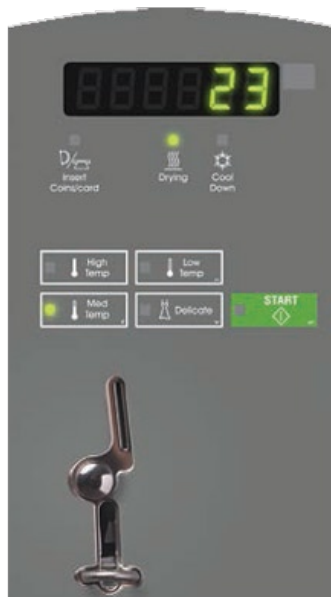 23
Insert
Coins/card
Drying
Cool
Down
High
Temp
Low
Temp
Med
Temp
Delicate
START